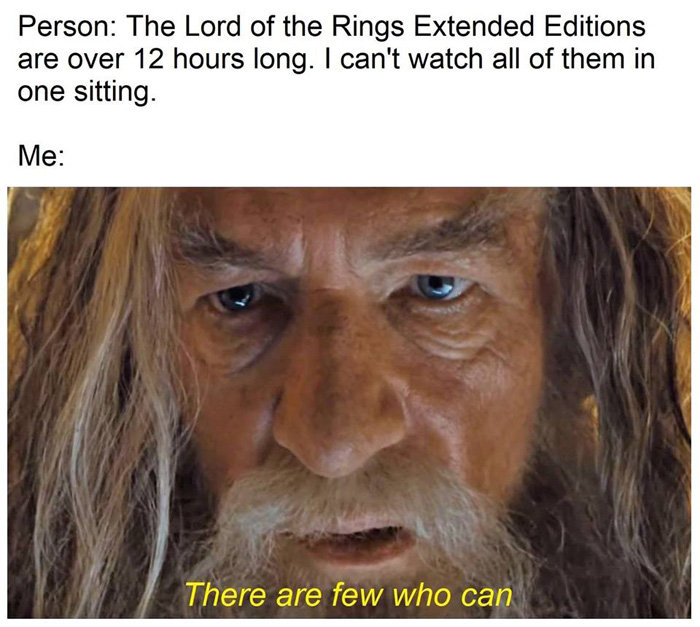 Person: The Lord of the Rings Extended Editions
are over 12 hours long. I can't watch all of them in
one sitting.
Me:
There are few who can